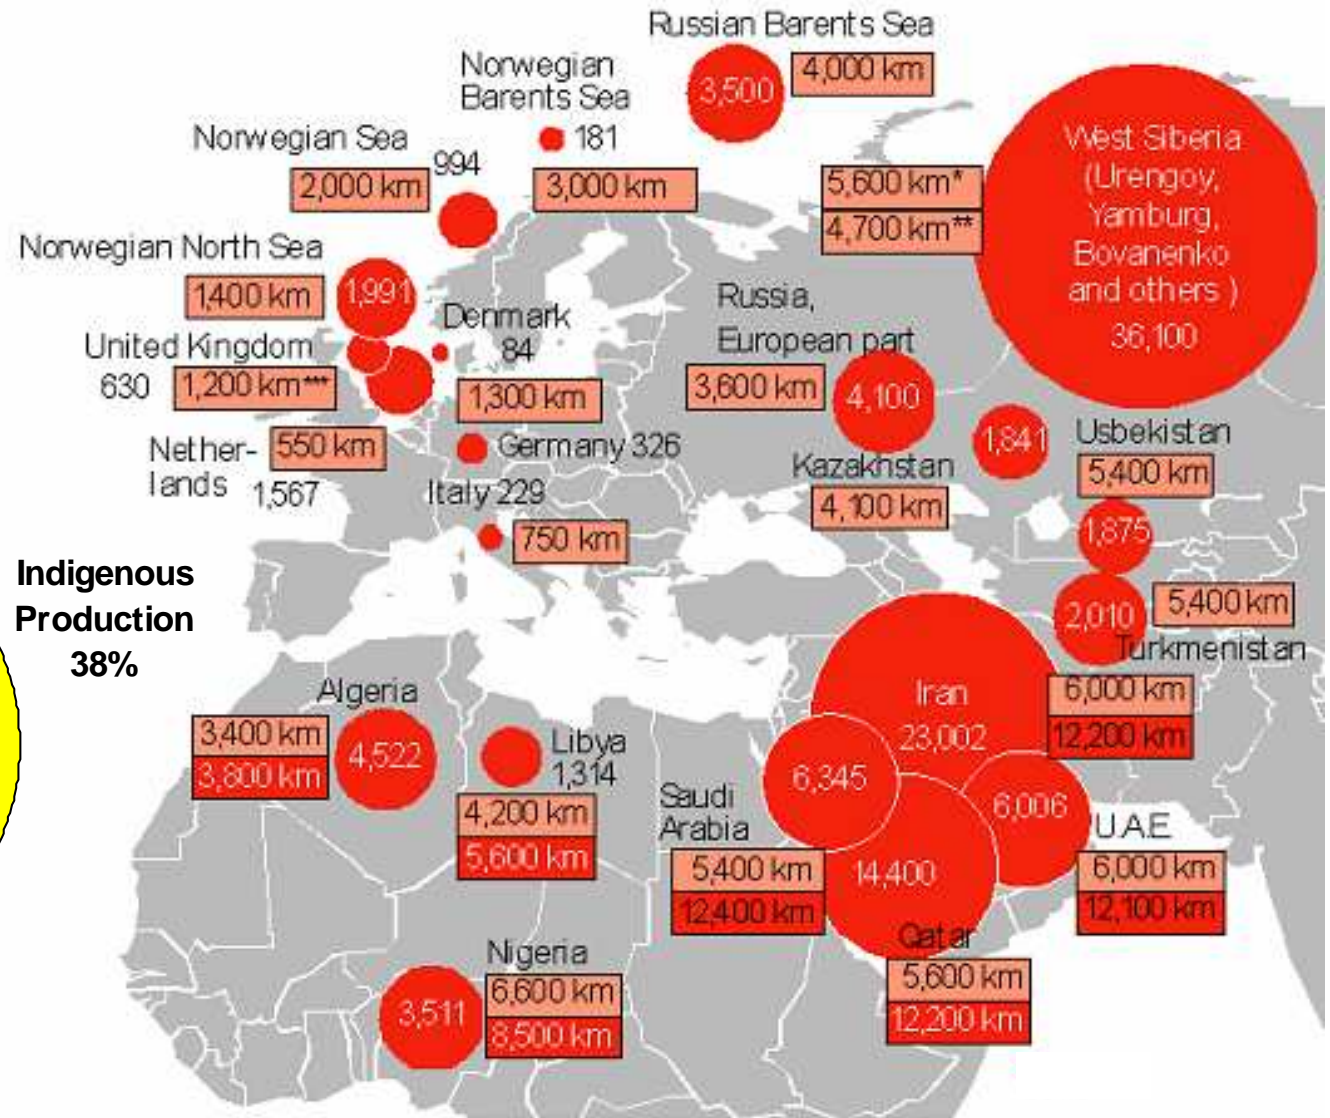 Russian Barents Sea
3,500
4,000 km
Norwegian
Barents Sea
181
3,000 km
Norwegian Sea
994
2,000 km
West Siberia
(Urengoy,
Yamburg,
Bovanenko
and others )
36,100
5,600 km*
4,700 km**
Norwegian North Sea
1,400 km
1,991
Denmark
84
1,300 km
United Kingdom
630
1,200 km***
Nether-
lands
1,567
550 km
Germany 326
Italy 229
750 km
Russia,
European part
3,600 km
4,100
Kazakhstan
4,100 km
1,841
Usbekistan
5,400 km
1,875
2,010
5,400 km
Turkmenistan
Indigenous
Production
38%
Algeria
3,400 km
3,800 km
4,522
Libya
1,314
4,200 km
5,600 km
Iran
23,002
6,000 km
12,200 km
Saudi
Arabia
6,345
5,400 km
12,400 km
6,006
U.A.E
6,000 km
12,100 km
14,400
Qatar
5,600 km
12,200 km
Nigeria
3,511
6,600 km
8,500 km